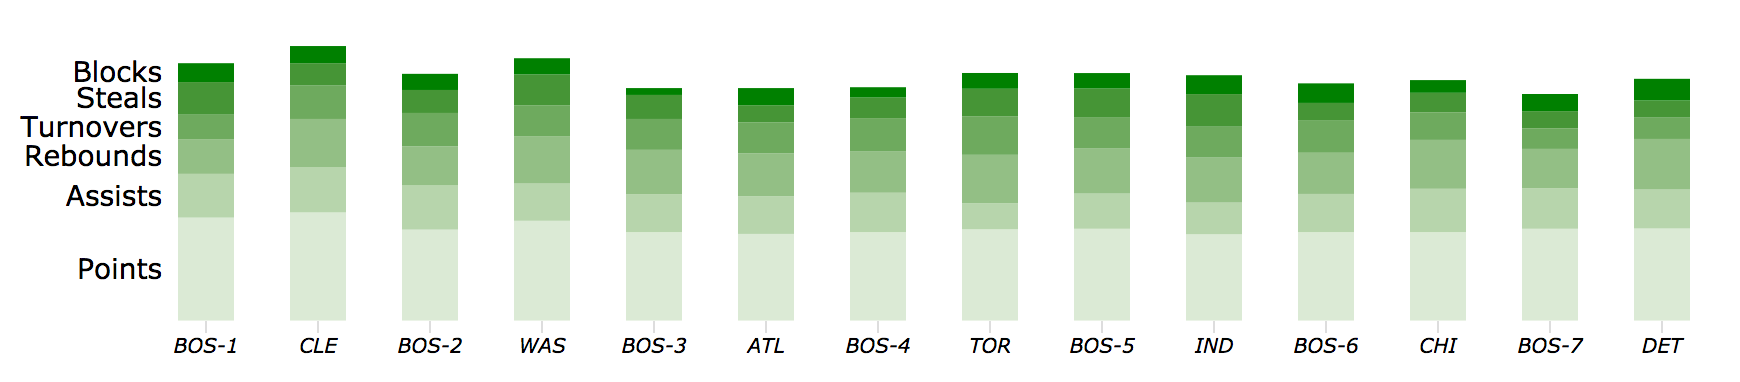 Blocks
Steals
Turnovers
Rebounds
Assists
Points
BOS-1 CLE BOS-2 WAS BOS-3 ATL BOS-4 TOR BOS-5 IND BOS-6 CHI BOS-7 DET